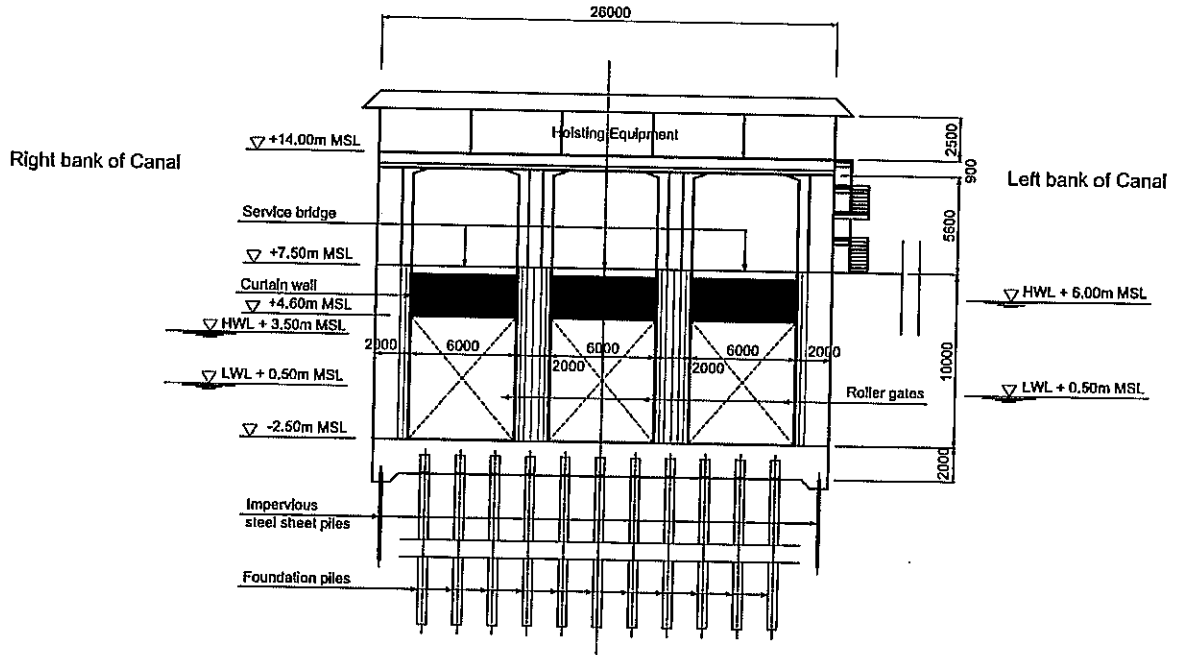 26000
Hoisting Equipment
+14.00m MSL
2500
Right bank of Canal
900
Left bank of Canal
Service bridge
5600
+7.50m MSL
Curtain wall
+4.60m MSL
HWL + 6.00m MSL
HWL + 3.50m MSL
2000 6000 6000 6000 2000
2000 2000
10000
LWL + 0.50m MSL
Roller gates
LWL + 0.50m MSL
-2.50m MSL
2000
Impervious
steel sheet piles
Foundation piles